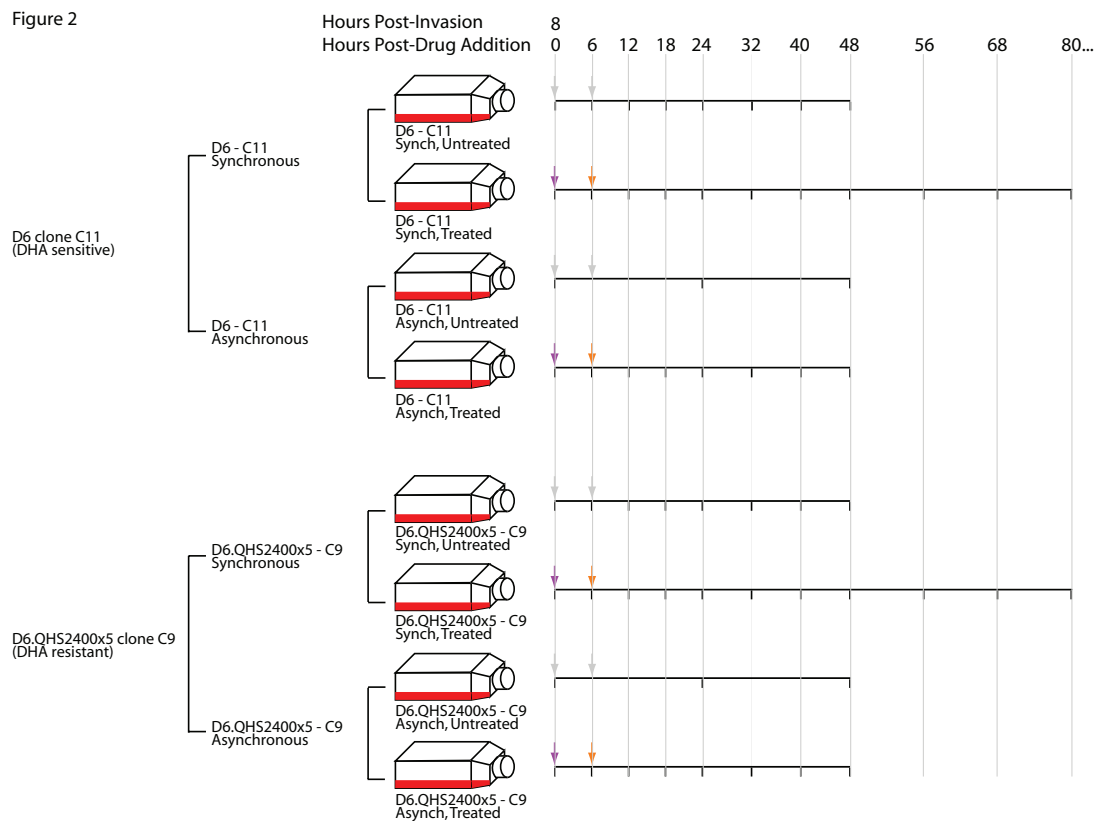 Figure 2
Hours Post-Invasion 8
Hours Post-Drug Addition 0 6 12 18 24 32 40 48 56 68 80...
D6 clone C11
(DHA sensitive)
D6 - C11
Synchronous
D6 - C11
Synch, Untreated
D6 - C11
Synch, Treated
D6 - C11
Asynchronous
D6 - C11
Asynch, Untreated
D6 - C11
Asynch, Treated
D6.QHS2400x5 clone C9
(DHA resistant)
D6.QHS2400x5 - C9
Synchronous
D6.QHS2400x5 - C9
Synch, Untreated
D6.QHS2400x5 - C9
Synch, Treated
D6.QHS2400x5 - C9
Asynchronous
D6.QHS2400x5 - C9
Asynch, Untreated
D6.QHS2400x5 - C9
Asynch, Treated